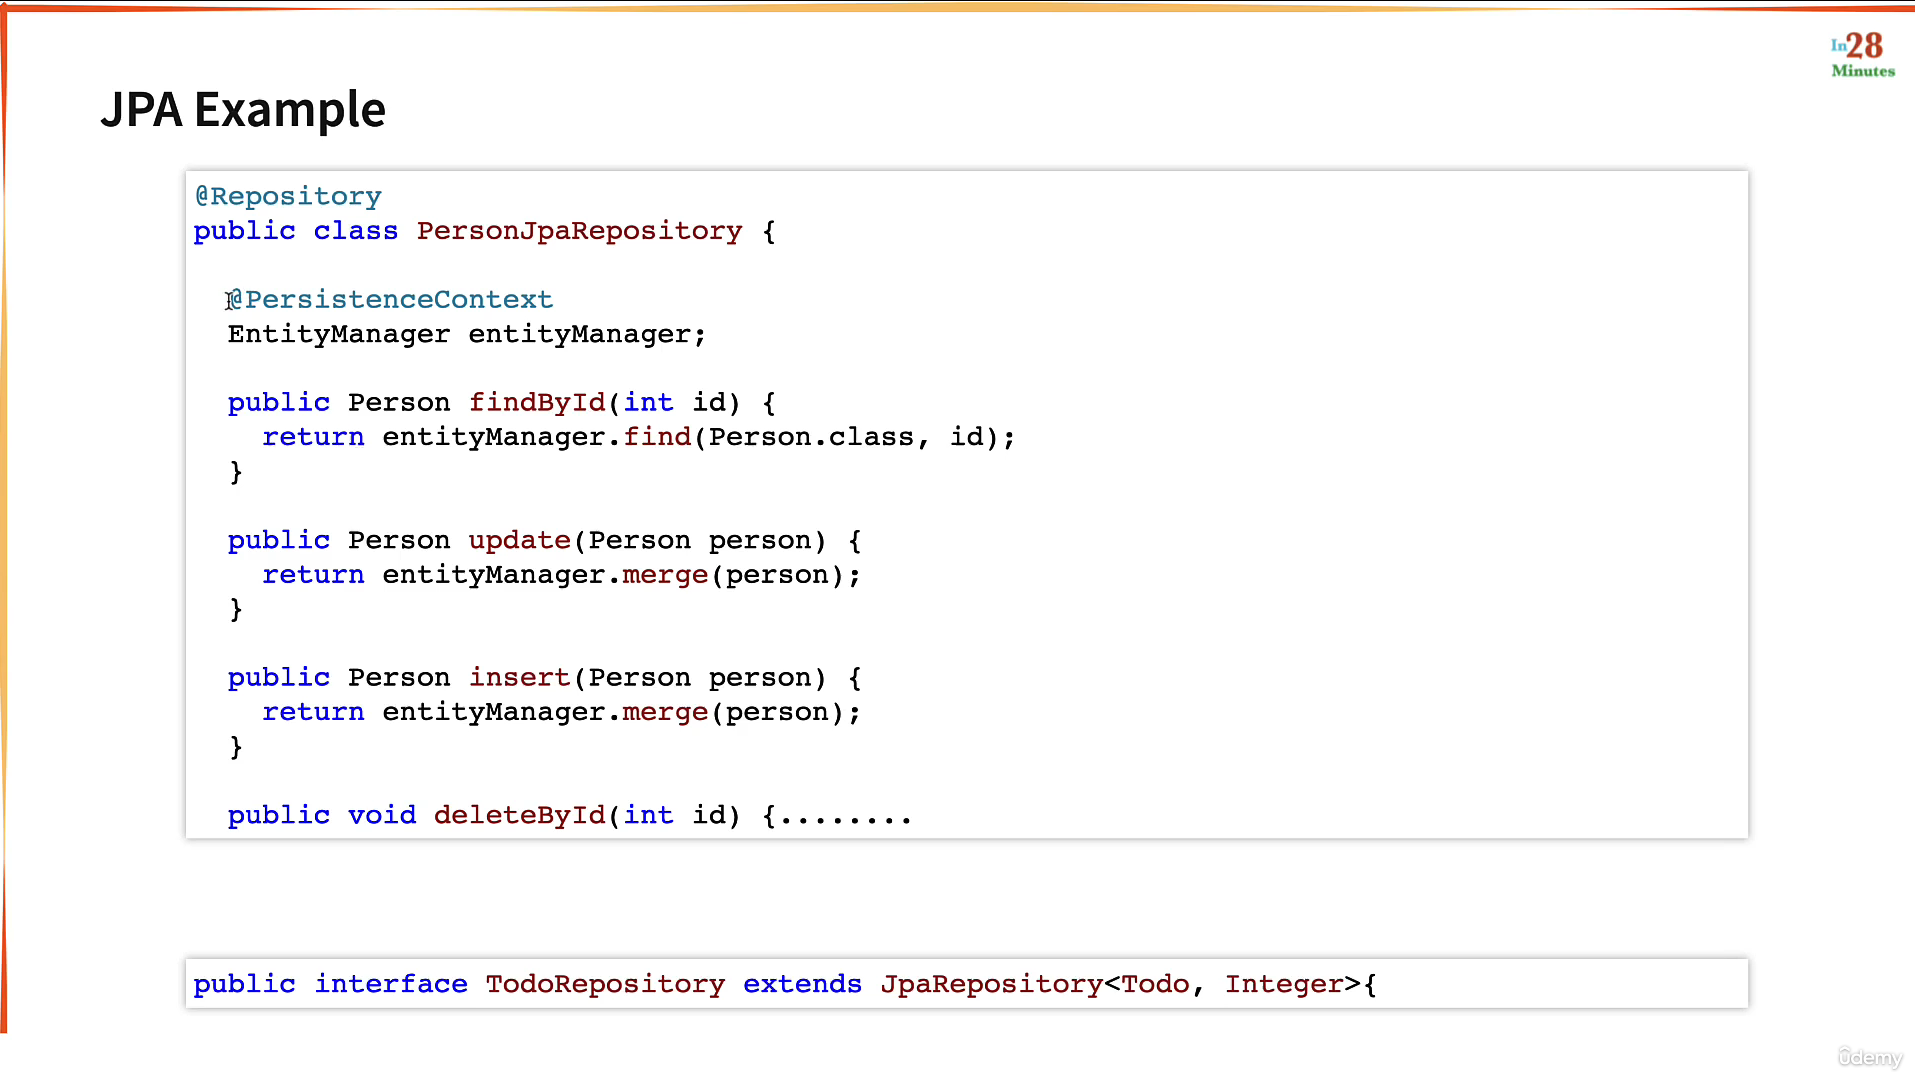 In28
Minutes
JPA Example
@Repository
public class PersonJpaRepository {
@PersistenceContext
EntityManager entityManager;
public Person findById(int id) {
return entityManager.find(Person.class, id);
}
public Person update(Person person) {
return entityManager.merge(person);
}
public Person insert(Person person) {
return entityManager.merge(person);
}
public void deleteById(int id) {........
public interface TodoRepository extends JpaRepository<Todo, Integer>{
ûdemy